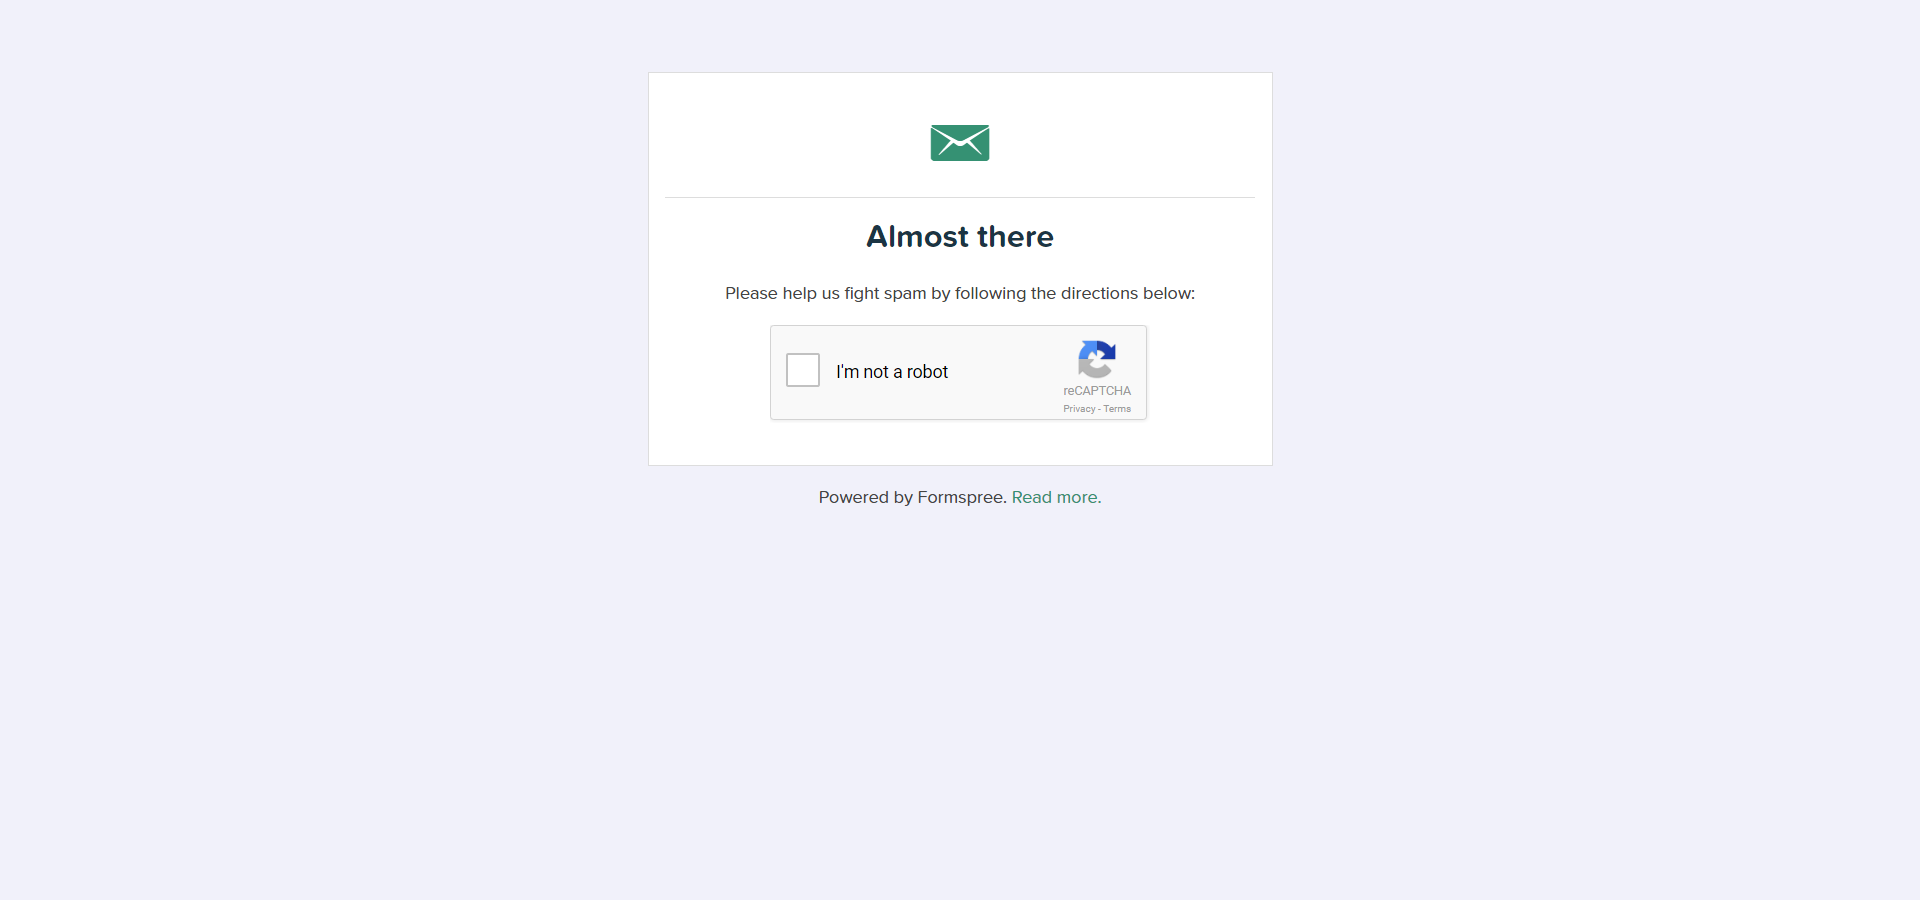 Almost there
Please help us fight spam by following the directions below:
I'm not a robot
reCAPTCHA
Privacy - Terms
Powered by Formspree. Read more.